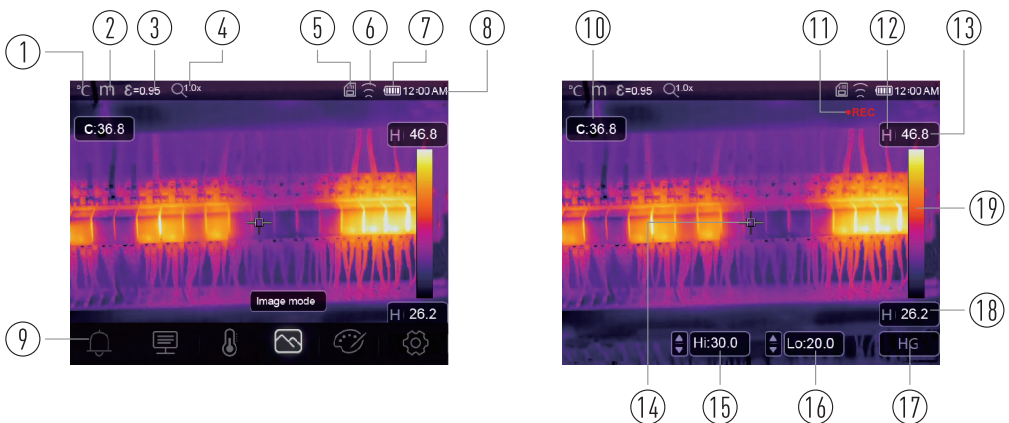 1 2 3 4 5 6 7 8 10 11 12 13
°C m Ɛ=0.95 1.0x 12:00 AM
°C m Ɛ=0.95 1.0x 12:00 AM
C:36.8
H 46.8
Image mode
H 26.2
9
REC
C:36.8
H 46.8
19
H 26.2
18
Hi:30.0 Lo:20.0 HG
14 15 16 17